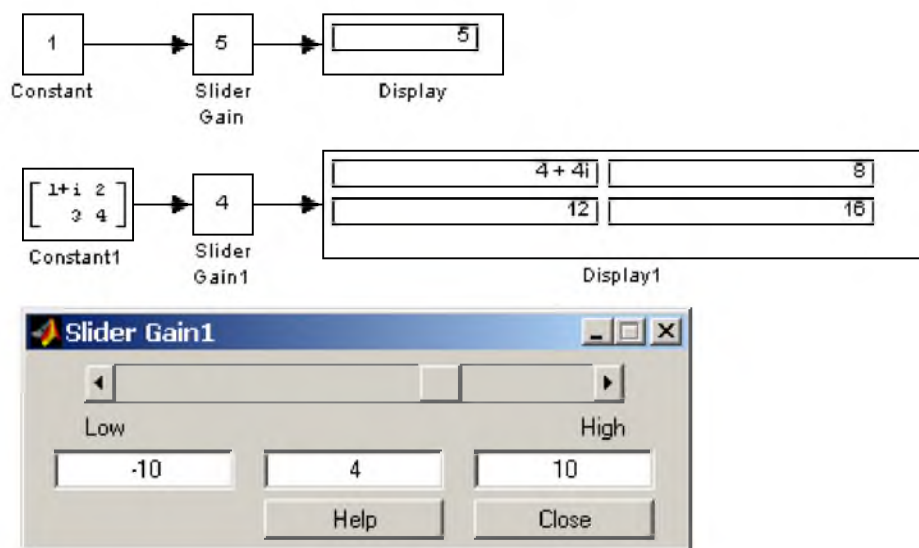 1
5
5
Constant
Slider
Gain
Display
1+i 2
3 4
4
4 + 4i
8
12
16
Constant1
Slider
Gain1
Display1
Slider Gain1
Low
High
-10
4
10
Help
Close